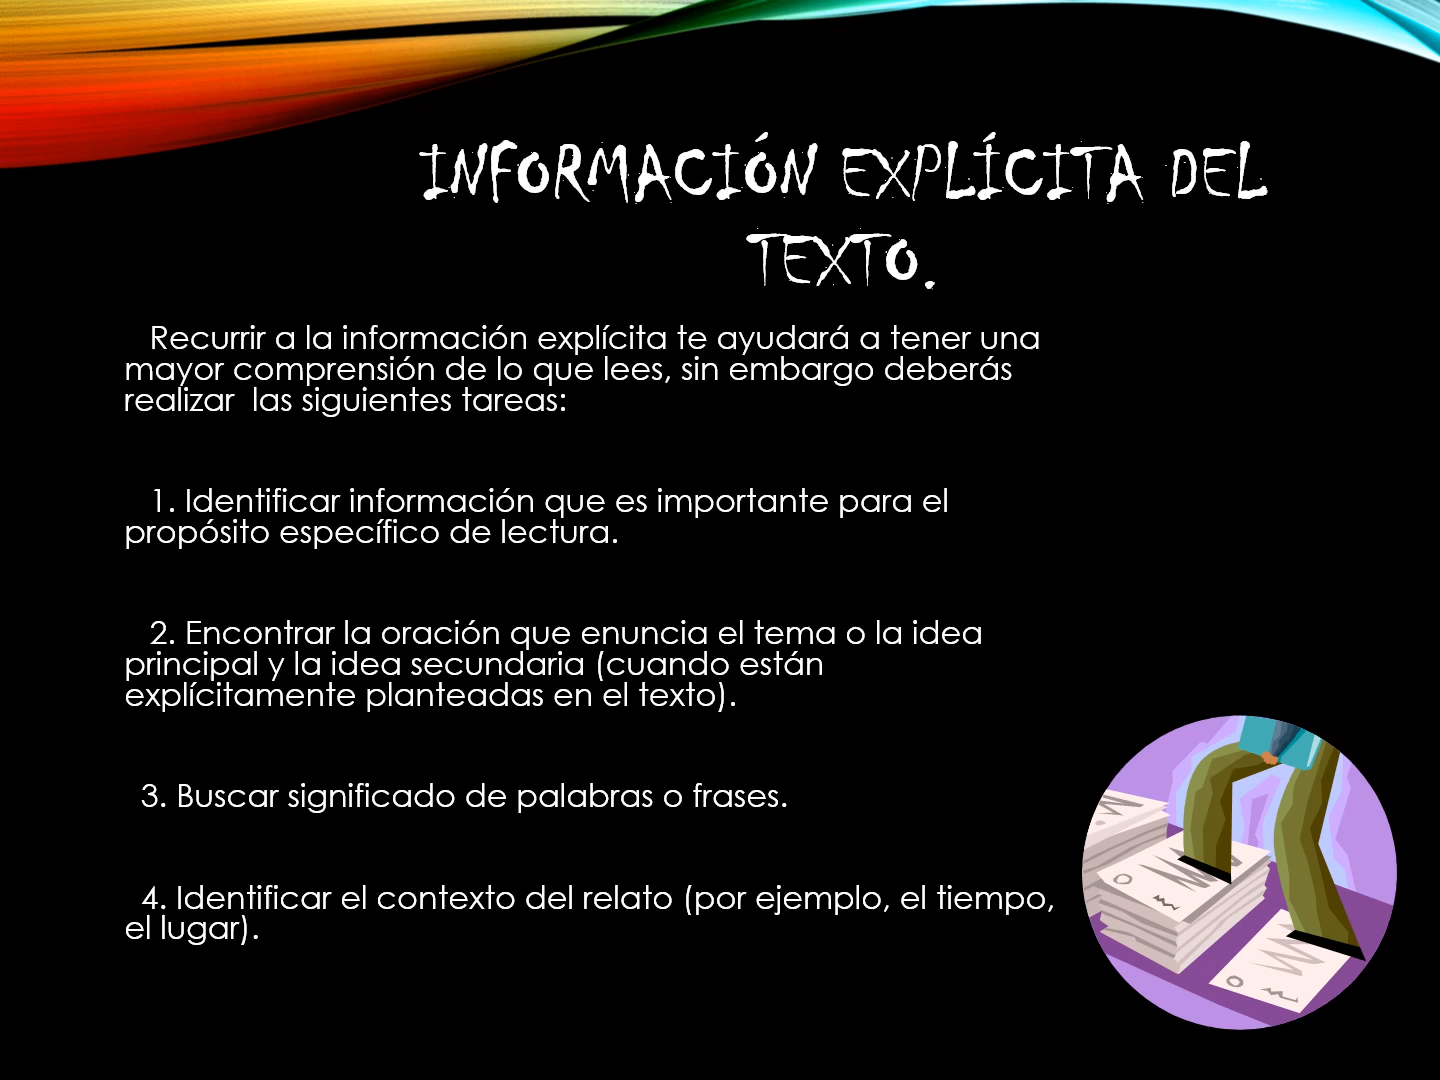 INFORMACIÓN EXPLÍCITA DEL
TEXTO.
Recurrir a la información explícita te ayudará a tener una
mayor comprensión de lo que lees, sin embargo deberás
realizar  las siguientes tareas:
1. Identificar información que es importante para el
propósito específico de lectura.
2. Encontrar la oración que enuncia el tema o la idea
principal y la idea secundaria (cuando están
explícitamente planteadas en el texto).
3. Buscar significado de palabras o frases.
4. Identificar el contexto del relato (por ejemplo, el tiempo,
el lugar).